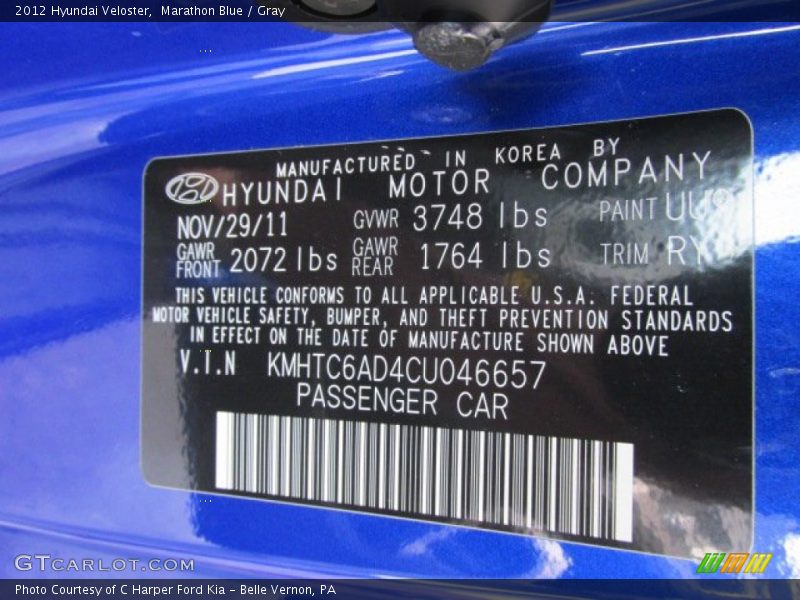 2012 Hyundai Veloster,  Marathon Blue / Gray
MANUFACTURED IN KOREA BY
HYUNDAI MOTOR COMPANY
NOV/29/11 GVWR 3748 lbs PAINT
GAWR FRONT 2072 lbs GAWR REAR 1764 lbs TRIM RY
THIS VEHICLE CONFORMS TO ALL APPLICABLE U.S.A. FEDERAL
MOTOR VEHICLE SAFETY, BUMPER, AND THEFT PREVENTION STANDARDS
IN EFFECT ON THE DATE OF MANUFACTURE SHOWN ABOVE
V.I.N KMHTC6AD4CU046657
PASSENGER CAR
GTCARLOT.COM
Photo Courtesy of C Harper Ford Kia – Belle Vernon, PA